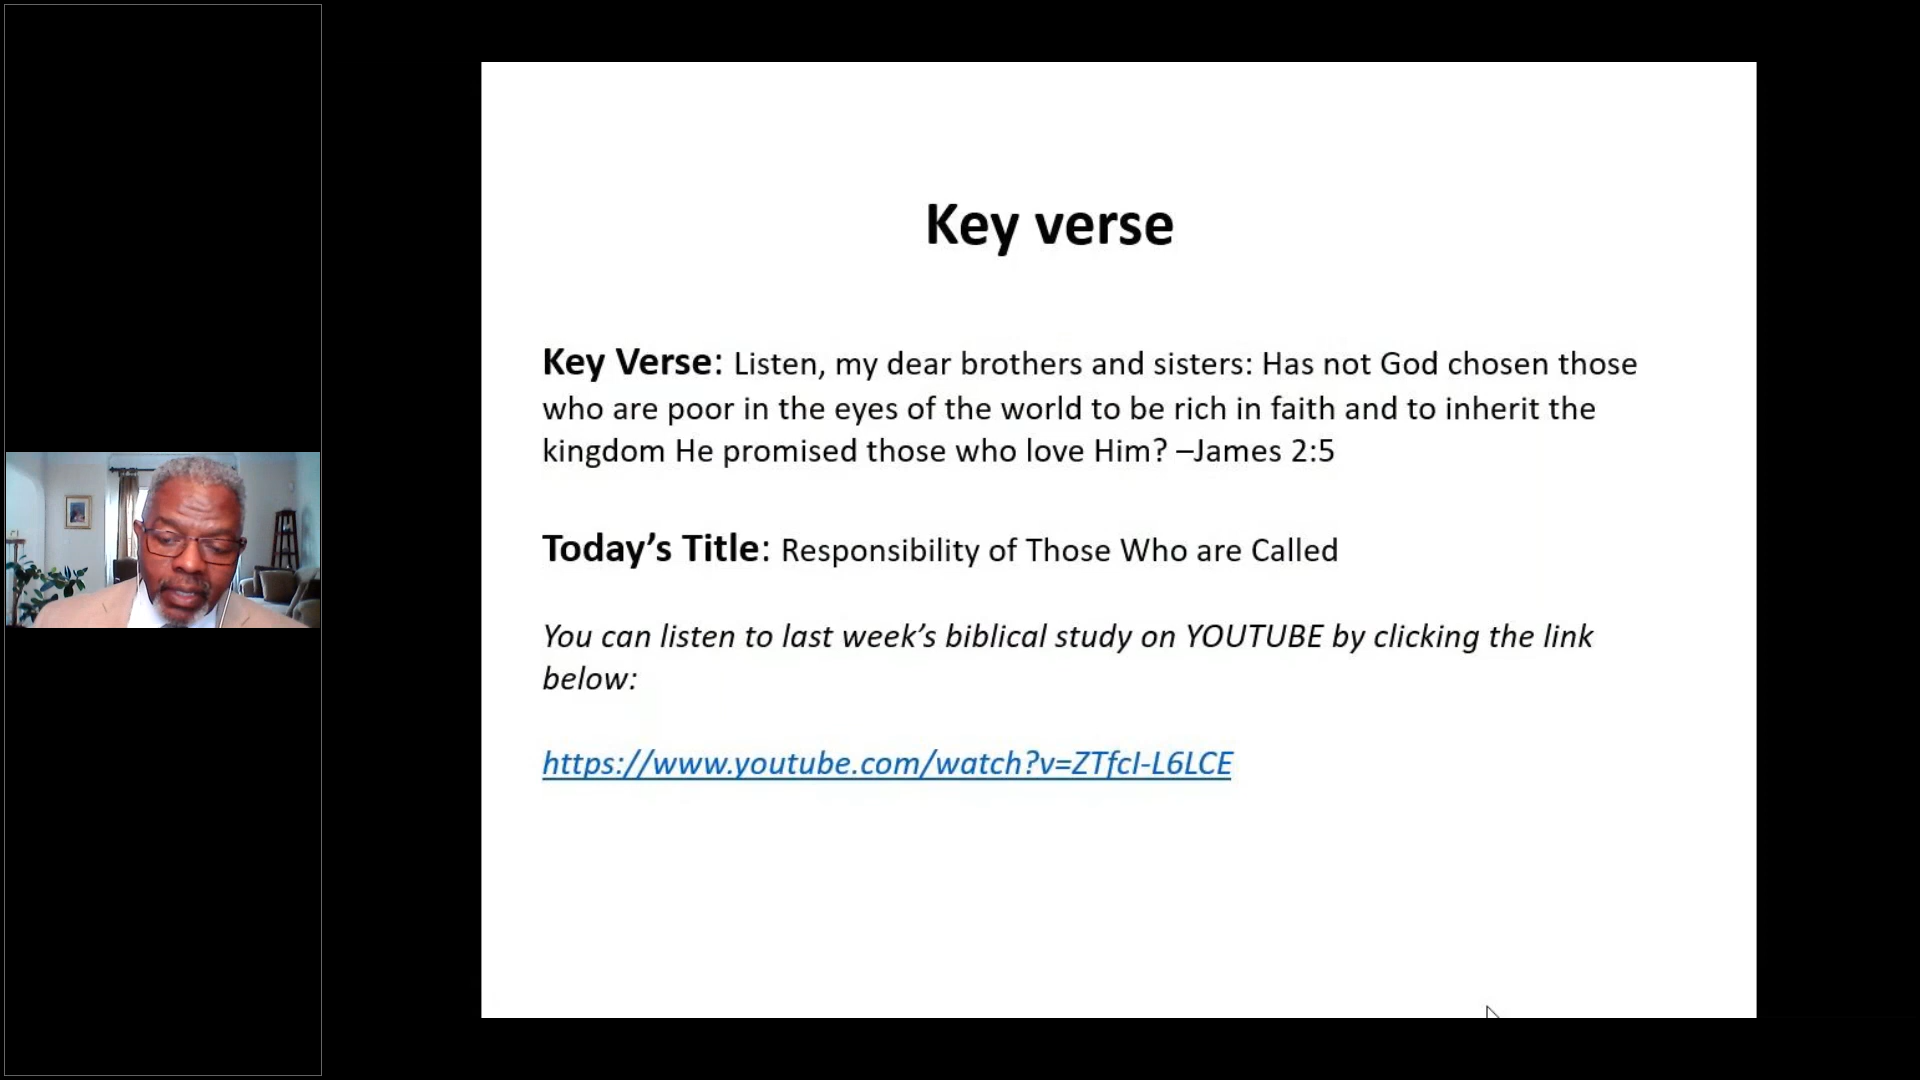 Key verse
Key Verse: Listen, my dear brothers and sisters: Has not God chosen those
who are poor in the eyes of the world to be rich in faith and to inherit the
kingdom He promised those who love Him? –James 2:5
Today’s Title: Responsibility of Those Who are Called
You can listen to last week’s biblical study on YOUTUBE by clicking the link
below:
https://www.youtube.com/watch?v=ZTfcI-L6LCE